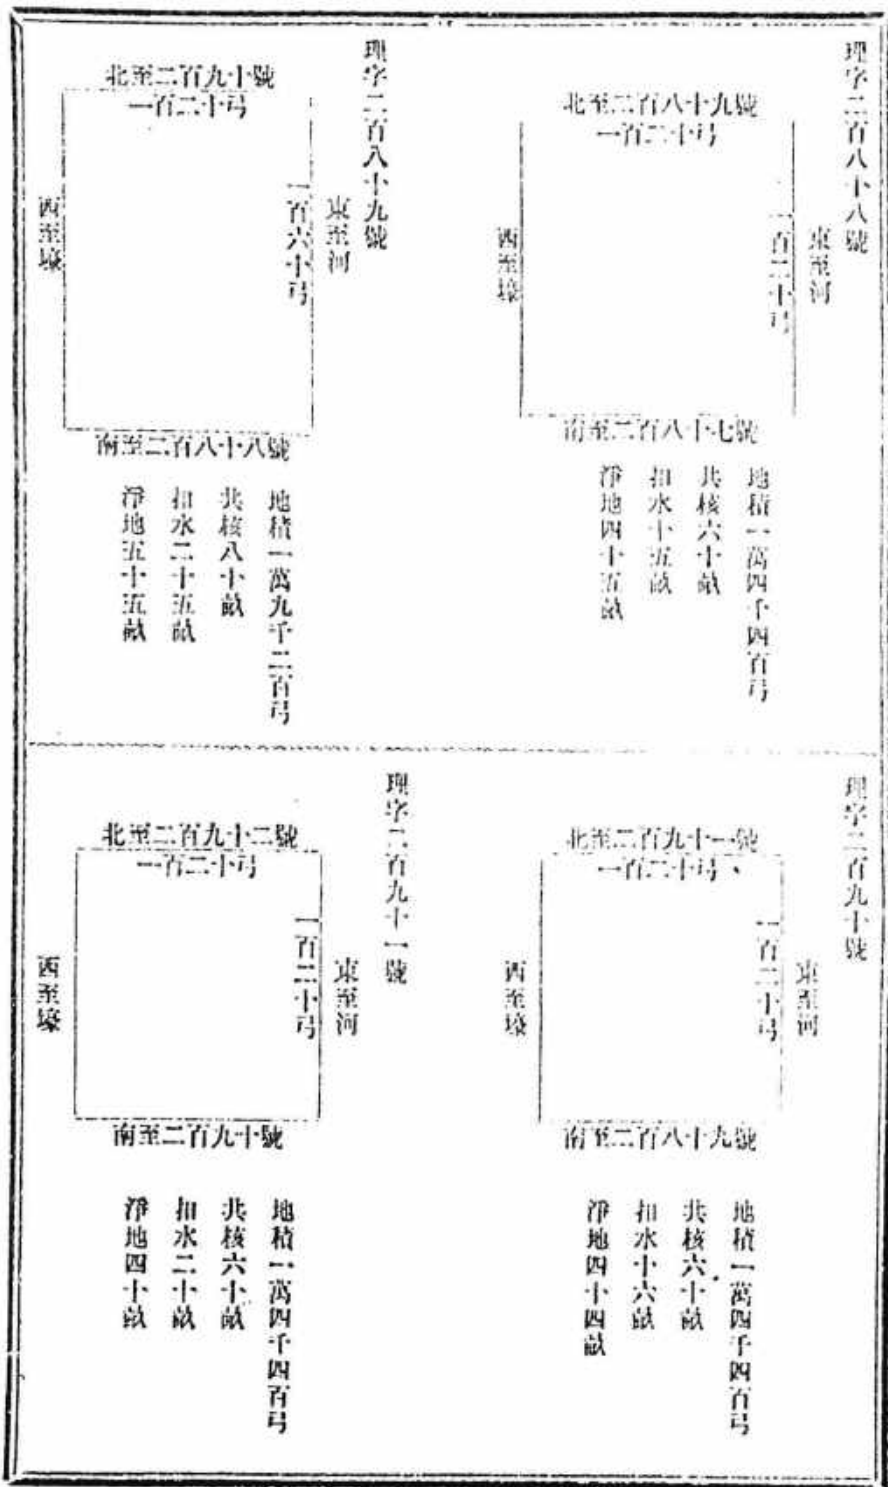 理字二百八十八號
北至二百八十九號
一百二十弓
一百二十弓
東至河
西至壕
南至二百八十七號
地積一萬四千四百弓
共核六十畝
扣水十五畝
淨地四十五畝
理字二百八十九號
北至二百九十號
一百二十弓
一百六十弓
東至河
西至壕
南至二百八十八號
地積一萬九千二百弓
共核八十畝
扣水二十五畝
淨地五十五畝
理字二百九十號
北至二百九十一號
一百二十弓
一百二十弓
東至河
西至壕
南至二百八十九號
地積一萬四千四百弓
共核六十畝
扣水十六畝
淨地四十四畝
理字二百九十一號
北至二百九十二號
一百二十弓
一百二十弓
東至河
西至壕
南至二百九十號
地積一萬四千四百弓
共核六十畝
扣水二十畝
淨地四十畝